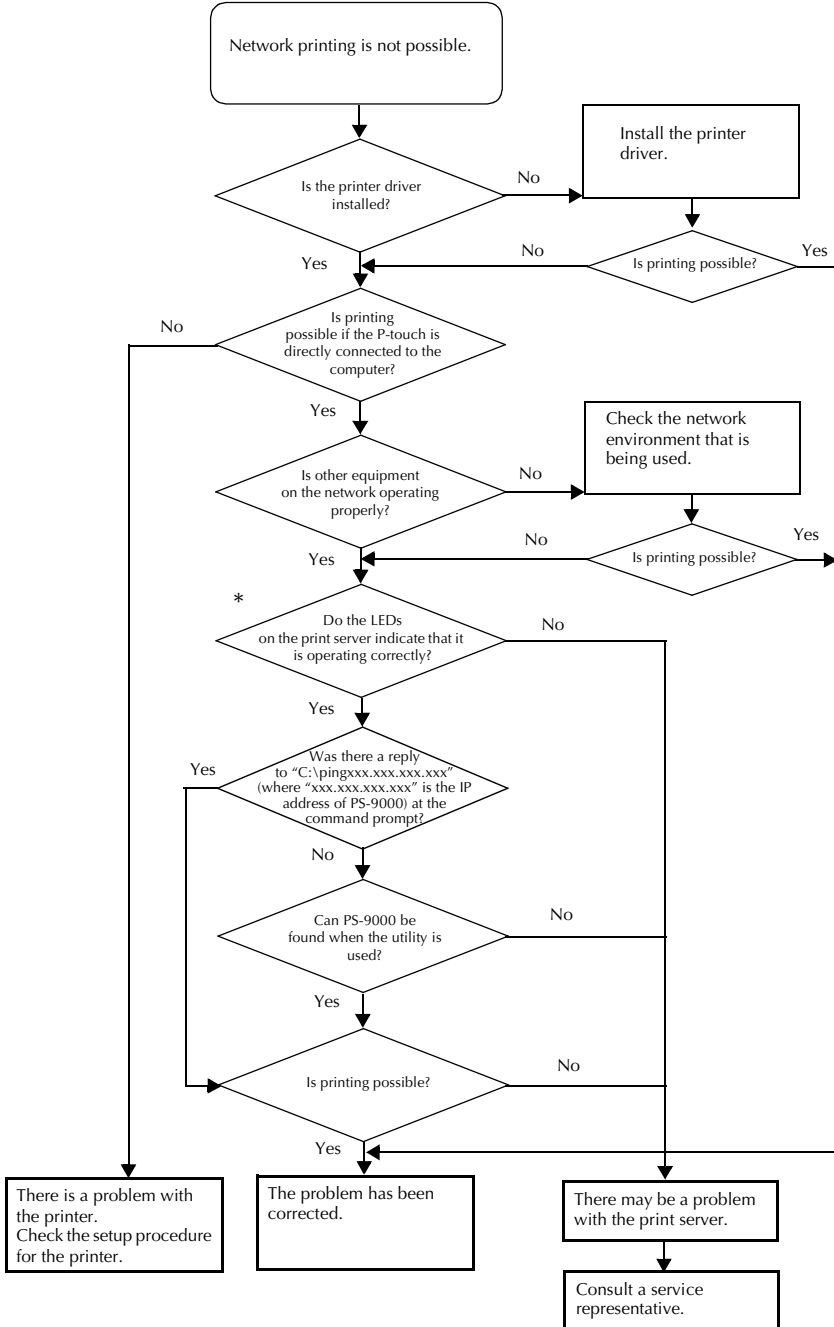 Network printing is not possible.
Install the printer
driver.
Is the printer driver
installed?
No
Yes
No
Is printing possible?
Yes
Is printing
possible if the P-touch is
directly connected to the
computer?
No
Yes
Check the network
environment that is
being used.
Is other equipment
on the network operating
properly?
No
Yes
No
Is printing possible?
Yes
*
Do the LEDs
on the print server indicate that it
is operating correctly?
No
Yes
Was there a reply
to “C:\pingxxx.xxx.xxx.xxx”
(where “xxx.xxx.xxx.xxx” is the IP
address of PS-9000) at the
command prompt?
Yes
No
Can PS-9000 be
found when the utility is
used?
No
Yes
Is printing possible?
No
Yes
There is a problem with
the printer.
Check the setup procedure
for the printer.
The problem has been
corrected.
There may be a problem
with the print server.
Consult a service
representative.